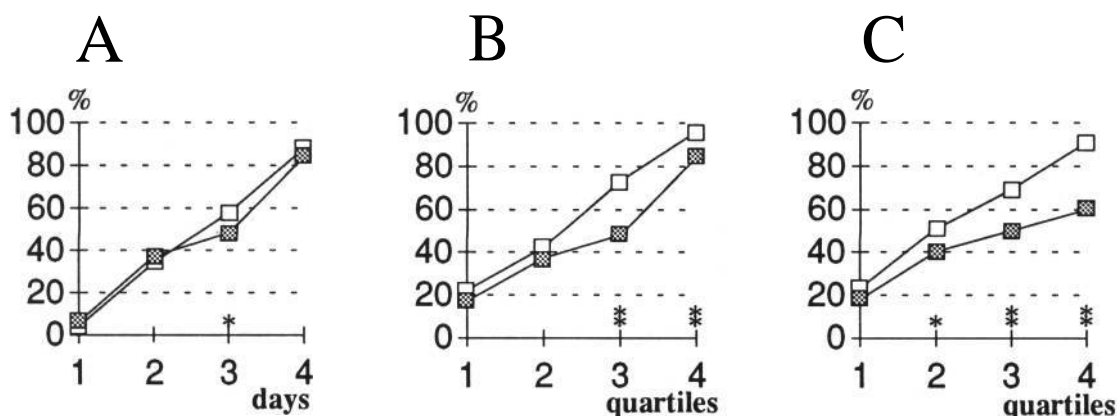 A B C
% % %
100 100 100
80 80 80
60 60 60
40 40 40
20 20 20
* * * * * *
0 * * * * 0 0
1 2 3 4 1 2 3 4 1 2 3 4
days quartiles quartiles